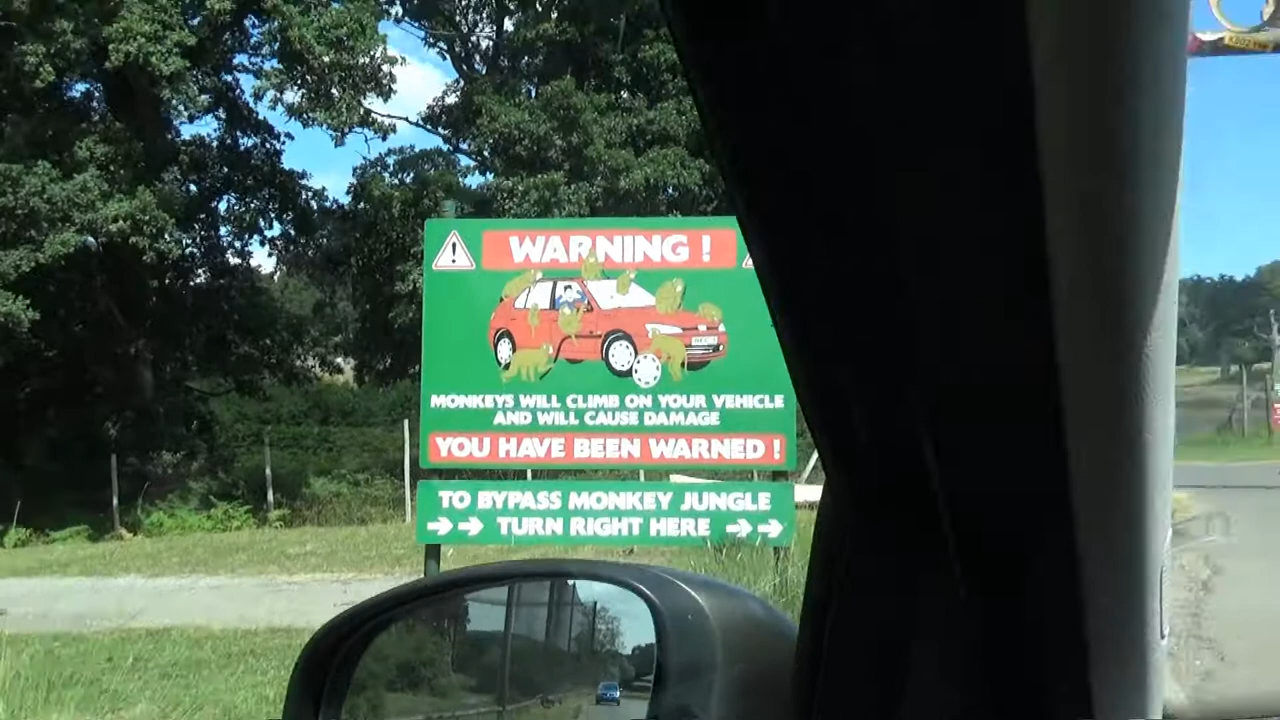 WARNING !
MONKEYS WILL CLIMB ON YOUR VEHICLE
AND WILL CAUSE DAMAGE
YOU HAVE BEEN WARNED !
TO BYPASS MONKEY JUNGLE
→→ TURN RIGHT HERE →→